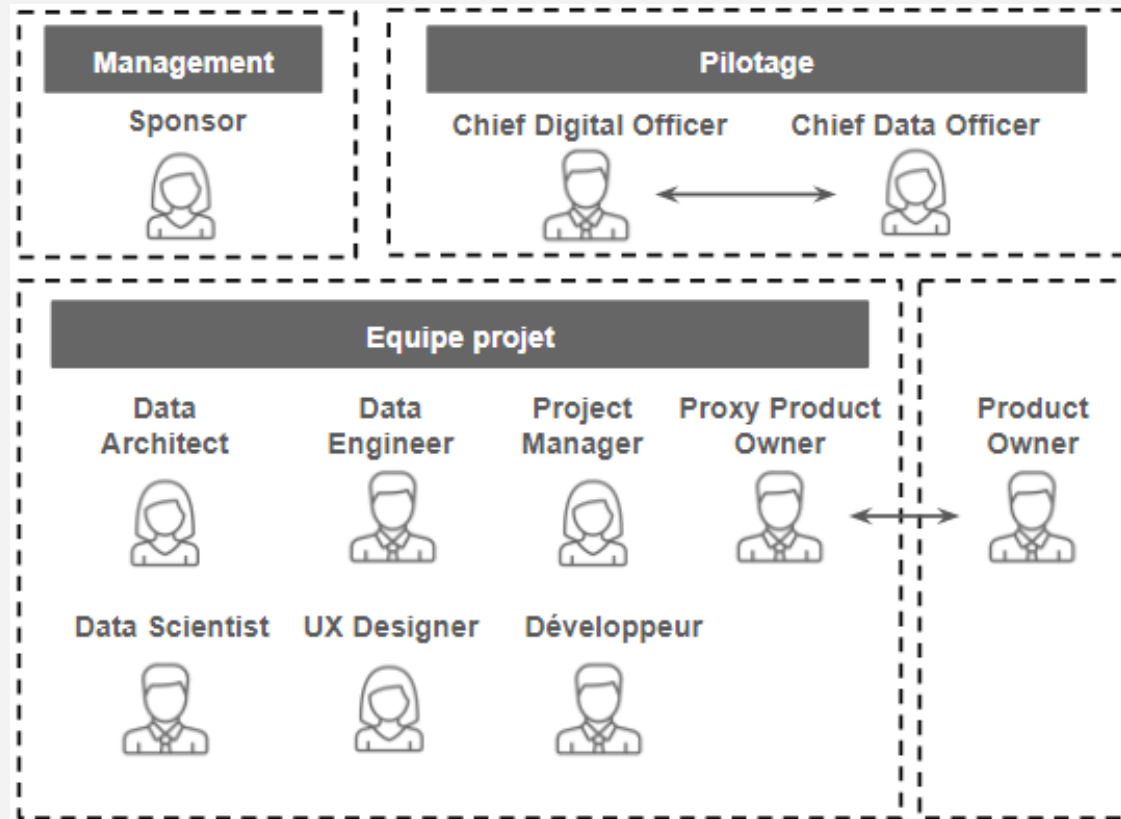 Management
Pilotage
Sponsor
Chief Digital Officer
Chief Data Officer
Equipe projet
Data
Architect
Data
Engineer
Project
Manager
Proxy Product
Owner
Product
Owner
Data Scientist
UX Designer
Développeur